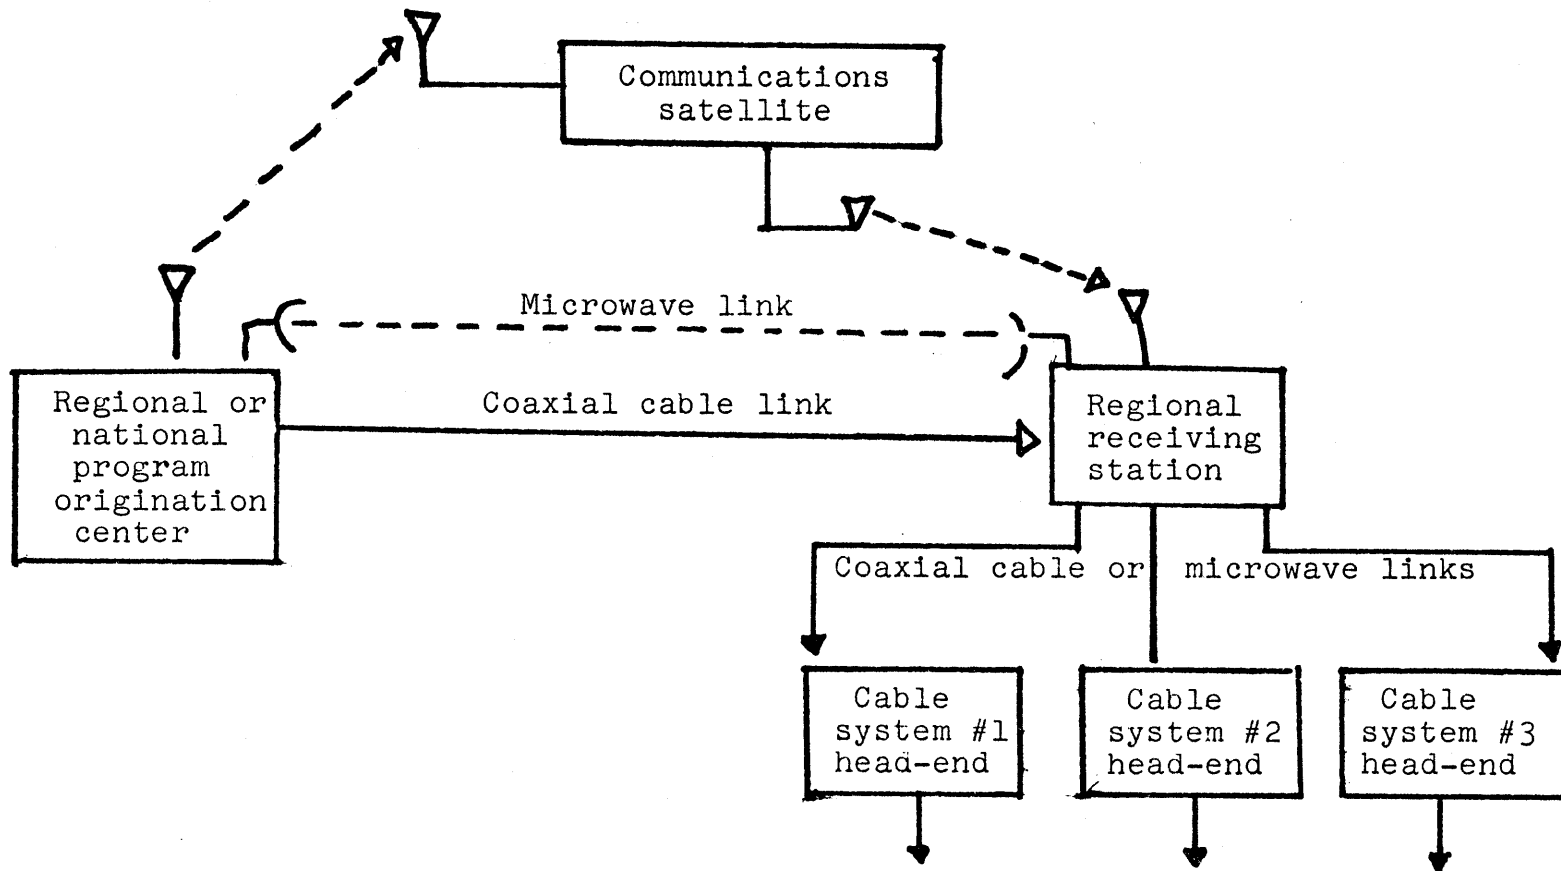 Communications
satellite
Microwave link
Coaxial cable link
Regional or
national
program
origination
center
Regional
receiving
station
Coaxial cable or microwave links
Cable
system #1
head-end
Cable
system #2
head-end
Cable
system #3
head-end